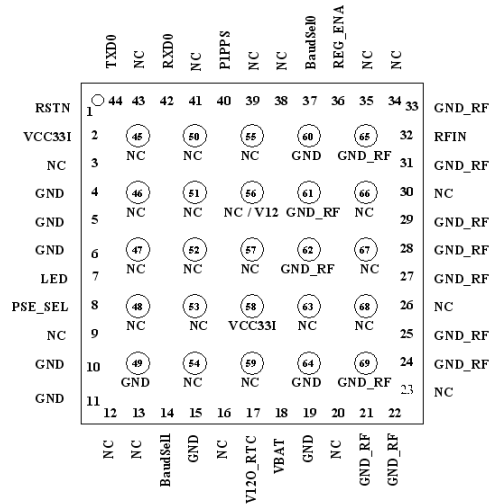 TXD0 NC RXD0 NC P1PPS NC NC BaudSel0 REG_ENA NC NC
44 43 42 41 40 39 38 37 36 35 34
RSTN 1 33 GND_RF
VCC33I 2 45 50 55 60 65 32 RFIN
NC NC NC GND GND_RF
NC 3 31 GND_RF
GND 4 46 51 56 61 66 30 NC
NC NC NC / V12 GND_RF NC
GND 5 29 GND_RF
GND 6 47 52 57 62 67 28 GND_RF
NC NC NC GND_RF NC
LED 7 27 GND_RF
PSE_SEL 8 48 53 58 63 68 26 NC
NC NC VCC33I NC NC
NC 9 25 GND_RF
GND 10 49 54 59 64 69 24 GND_RF
GND NC NC GND GND_RF
GND 11 23 NC
12 13 14 15 16 17 18 19 20 21 22
NC NC BaudSel1 GND NC V12O_RTC VBAT GND NC GND_RF GND_RF